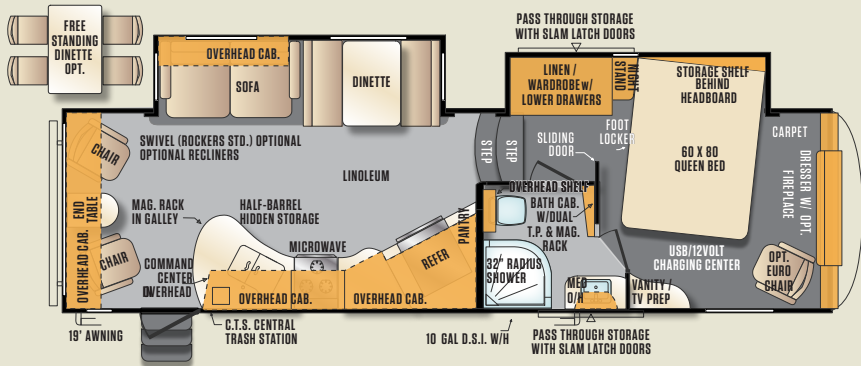 FREE
STANDING
DINETTE
OPT.
OVERHEAD CAB.
SOFA
DINETTE
PASS THROUGH STORAGE
WITH SLAM LATCH DOORS
LINEN /
WARDROBE w/
LOWER DRAWERS
NIGHT
STAND
STORAGE SHELF
BEHIND
HEADBOARD
CHAIR
SWIVEL (ROCKERS STD.) OPTIONAL
OPTIONAL RECLINERS
LINOLEUM
STEP
STEP
SLIDING
DOOR
FOOT
LOCKER
60 X 80
QUEEN BED
CARPET
DRESSER W/ OPT.
FIREPLACE
END
TABLE
MAG. RACK
IN GALLEY
HALF-BARREL
HIDDEN STORAGE
MICROWAVE
PANTRY
OVERHEAD SHELF
BATH CAB.
W/DUAL
T.P. & MAG.
RACK
OVERHEAD CAB.
CHAIR
COMMAND
CENTER
OVERHEAD
OVERHEAD CAB.
OVERHEAD CAB.
REFER
32" RADIUS
SHOWER
MED
O/H
VANITY /
TV PREP
USB/12VOLT
CHARGING CENTER
OPT.
EURO
CHAIR
19' AWNING
C.T.S. CENTRAL
TRASH STATION
10 GAL D.S.I. W/H
PASS THROUGH STORAGE
WITH SLAM LATCH DOORS